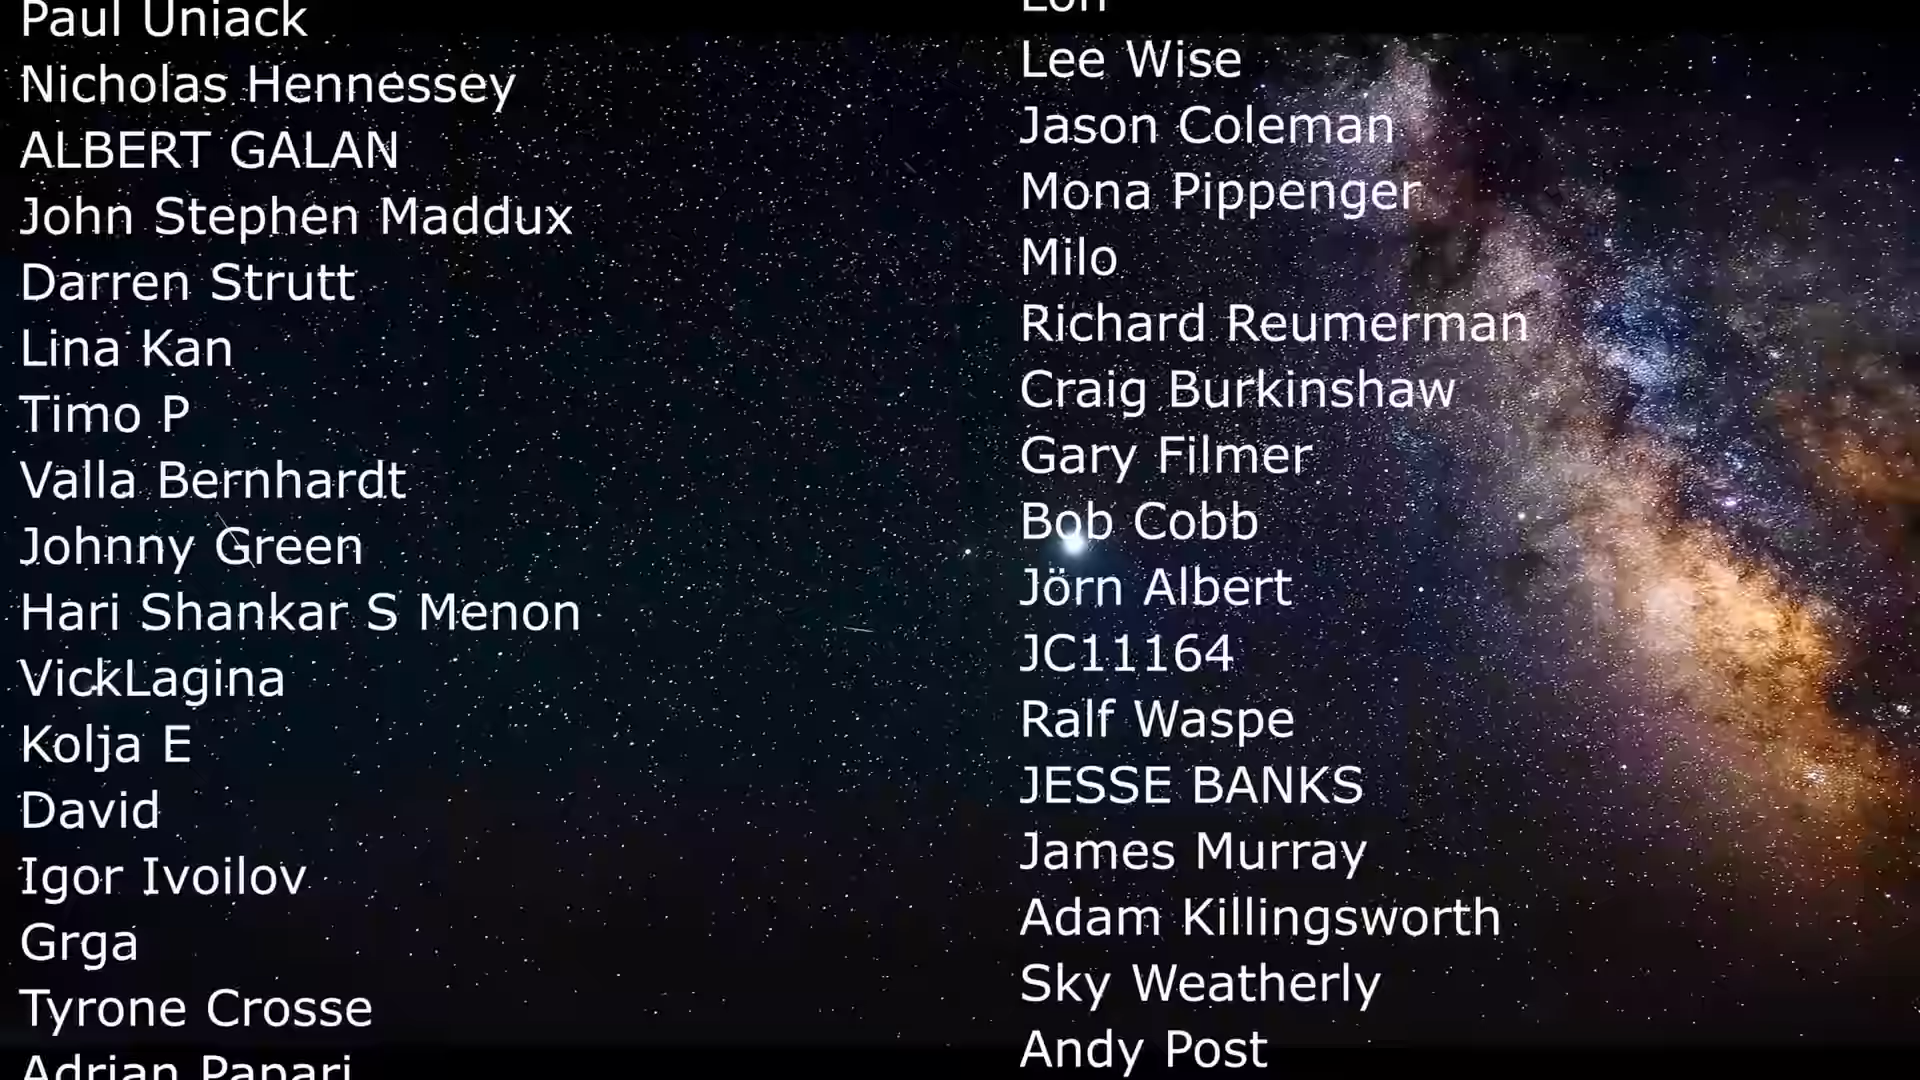 Paul Uniack
Nicholas Hennessey
ALBERT GALAN
John Stephen Maddux
Darren Strutt
Lina Kan
Timo P
Valla Bernhardt
Johnny Green
Hari Shankar S Menon
VickLagina
Kolja E
David
Igor Ivoilov
Grga
Tyrone Crosse
Adrian Papari
Lee Wise
Jason Coleman
Mona Pippenger
Milo
Richard Reumerman
Craig Burkinshaw
Gary Filmer
Bob Cobb
Jörn Albert
JC11164
Ralf Waspe
JESSE BANKS
James Murray
Adam Killingsworth
Sky Weatherly
Andy Post